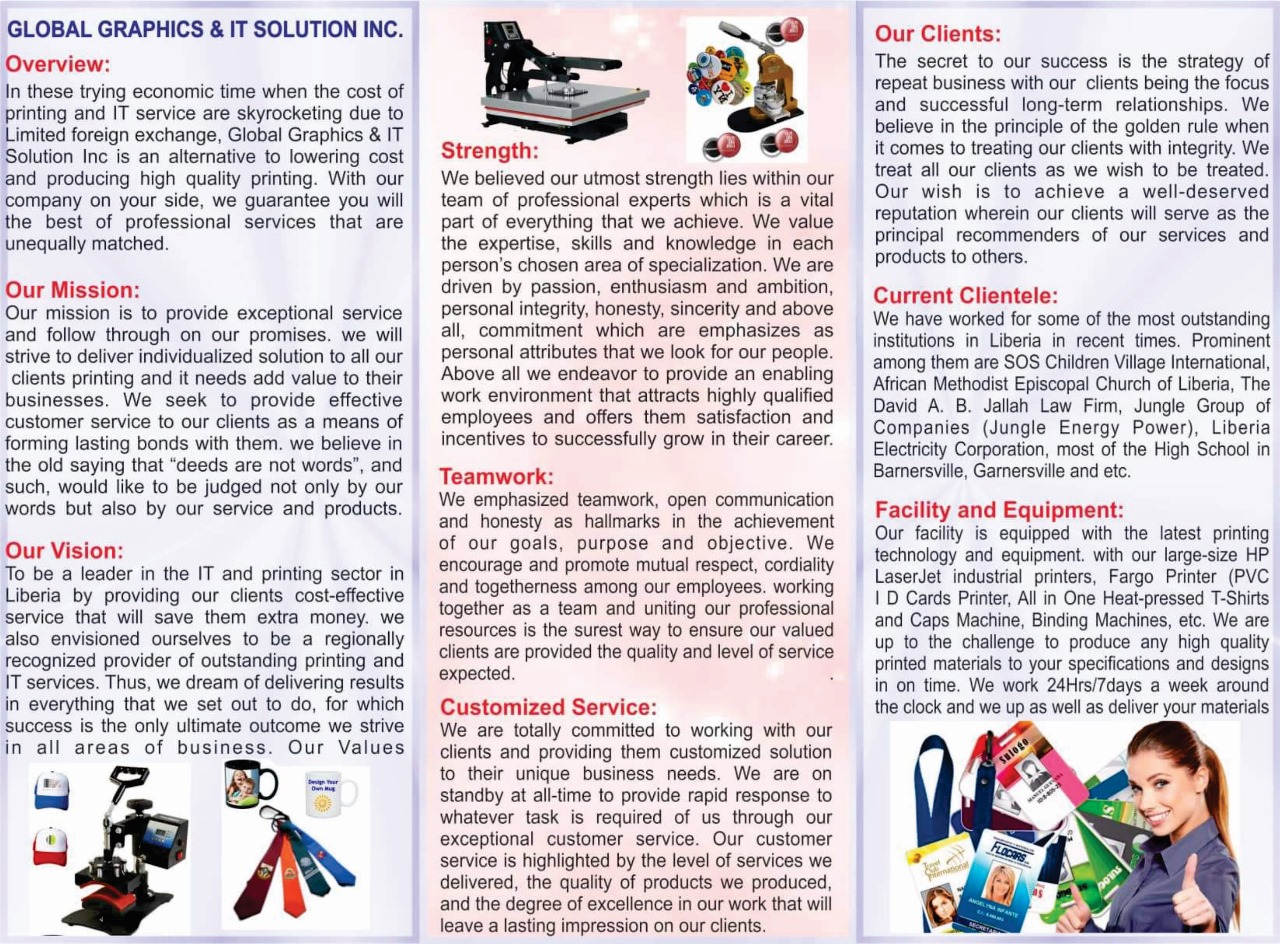 GLOBAL GRAPHICS & IT SOLUTION INC.
Overview:
In these trying economic time when the cost of
printing and IT service are skyrocketing due to
Limited foreign exchange, Global Graphics & IT
Solution Inc is an alternative to lowering cost
and producing high quality printing. With our
company on your side, we guarantee you will
the best of professional services that are
unequally matched.
Our Mission:
Our mission is to provide exceptional service
and follow through on our promises. we will
strive to deliver individualized solution to all our
clients printing and it needs add value to their
businesses. We seek to provide effective
customer service to our clients as a means of
forming lasting bonds with them. we believe in
the old saying that “deeds are not words”, and
such, would like to be judged not only by our
words but also by our service and products.
Our Vision:
To be a leader in the IT and printing sector in
Liberia by providing our clients cost-effective
service that will save them extra money. we
also envisioned ourselves to be a regionally
recognized provider of outstanding printing and
IT services. Thus, we dream of delivering results
in everything that we set out to do, for which
success is the only ultimate outcome we strive
in all areas of business. Our Values
Design Your
Own Mug
Strength:
We believed our utmost strength lies within our
team of professional experts which is a vital
part of everything that we achieve. We value
the expertise, skills and knowledge in each
person's chosen area of specialization. We are
driven by passion, enthusiasm and ambition,
personal integrity, honesty, sincerity and above
all, commitment which are emphasizes as
personal attributes that we look for our people.
Above all we endeavor to provide an enabling
work environment that attracts highly qualified
employees and offers them satisfaction and
incentives to successfully grow in their career.
Teamwork:
We emphasized teamwork, open communication
and honesty as hallmarks in the achievement
of our goals, purpose and objective. We
encourage and promote mutual respect, cordiality
and togetherness among our employees. working
together as a team and uniting our professional
resources is the surest way to ensure our valued
clients are provided the quality and level of service
expected. .
Customized Service:
We are totally committed to working with our
clients and providing them customized solution
to their unique business needs. We are on
standby at all-time to provide rapid response to
whatever task is required of us through our
exceptional customer service. Our customer
service is highlighted by the level of services we
delivered, the quality of products we produced,
and the degree of excellence in our work that will
leave a lasting impression on our clients.
Our Clients:
The secret to our success is the strategy of
repeat business with our clients being the focus
and successful long-term relationships. We
believe in the principle of the golden rule when
it comes to treating our clients with integrity. We
treat all our clients as we wish to be treated.
Our wish is to achieve a well-deserved
reputation wherein our clients will serve as the
principal recommenders of our services and
products to others.
Current Clientele:
We have worked for some of the most outstanding
institutions in Liberia in recent times. Prominent
among them are SOS Children Village International,
African Methodist Episcopal Church of Liberia, The
David A. B. Jallah Law Firm, Jungle Group of
Companies (Jungle Energy Power), Liberia
Electricity Corporation, most of the High School in
Barnersville, Garnersville and etc.
Facility and Equipment:
Our facility is equipped with the latest printing
technology and equipment. with our large-size HP
LaserJet industrial printers, Fargo Printer (PVC
I D Cards Printer, All in One Heat-pressed T-Shirts
and Caps Machine, Binding Machines, etc. We are
up to the challenge to produce any high quality
printed materials to your specifications and designs
in on time. We work 24Hrs/7days a week around
the clock and we up as well as deliver your materials
Sulogo
Travel
Club
International
FLOCARS
ANGELYNA INFANTE